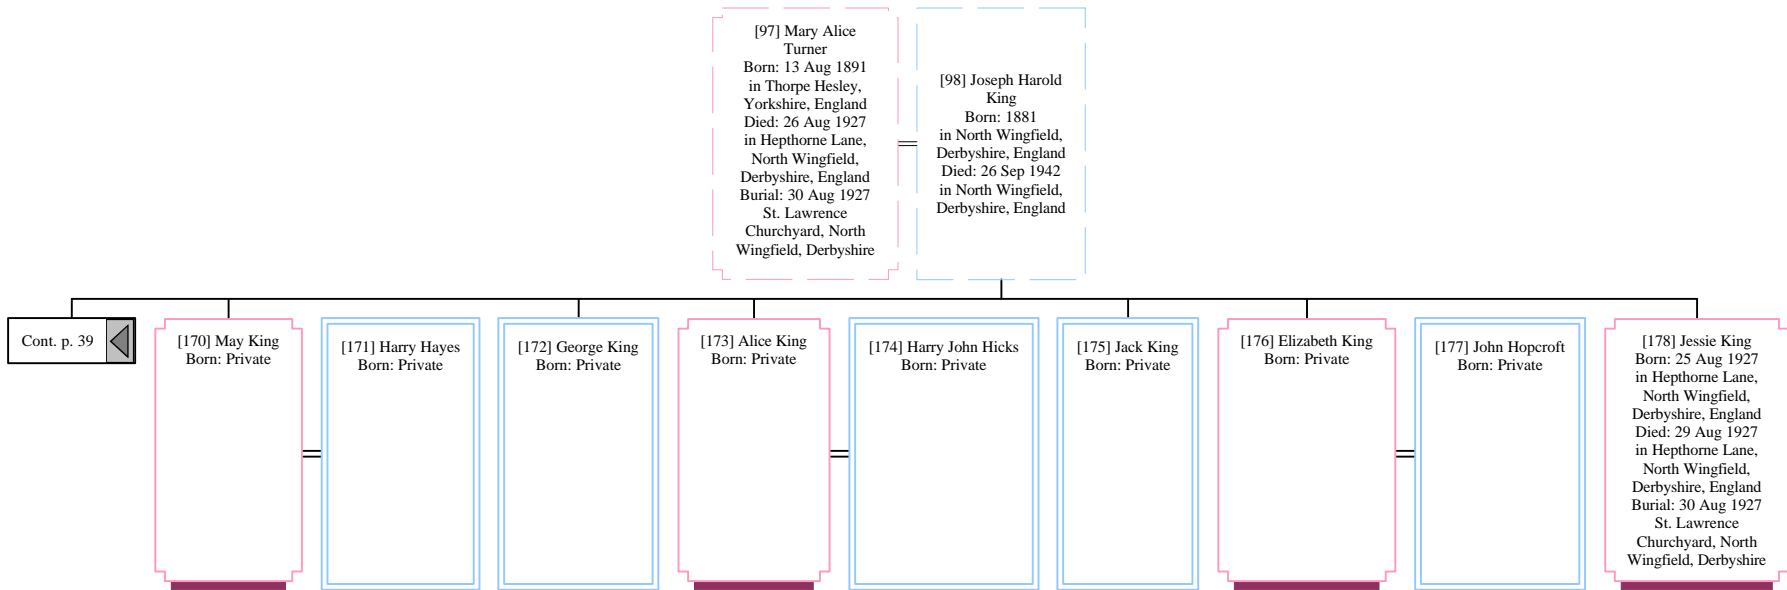 [97] Mary Alice
Turner
Born: 13 Aug 1891
in Thorpe Hesley,
Yorkshire, England
Died: 26 Aug 1927
in Hepthorne Lane,
North Wingfield,
Derbyshire, England
Burial: 30 Aug 1927
St. Lawrence
Churchyard, North
Wingfield, Derbyshire
[98] Joseph Harold
King
Born: 1881
in North Wingfield,
Derbyshire, England
Died: 26 Sep 1942
in North Wingfield,
Derbyshire, England
Cont. p. 39
[170] May King
Born: Private
[171] Harry Hayes
Born: Private
[172] George King
Born: Private
[173] Alice King
Born: Private
[174] Harry John Hicks
Born: Private
[175] Jack King
Born: Private
[176] Elizabeth King
Born: Private
[177] John Hopcroft
Born: Private
[178] Jessie King
Born: 25 Aug 1927
in Hepthorne Lane,
North Wingfield,
Derbyshire, England
Died: 29 Aug 1927
in Hepthorne Lane,
North Wingfield,
Derbyshire, England
Burial: 30 Aug 1927
St. Lawrence
Churchyard, North
Wingfield, Derbyshire